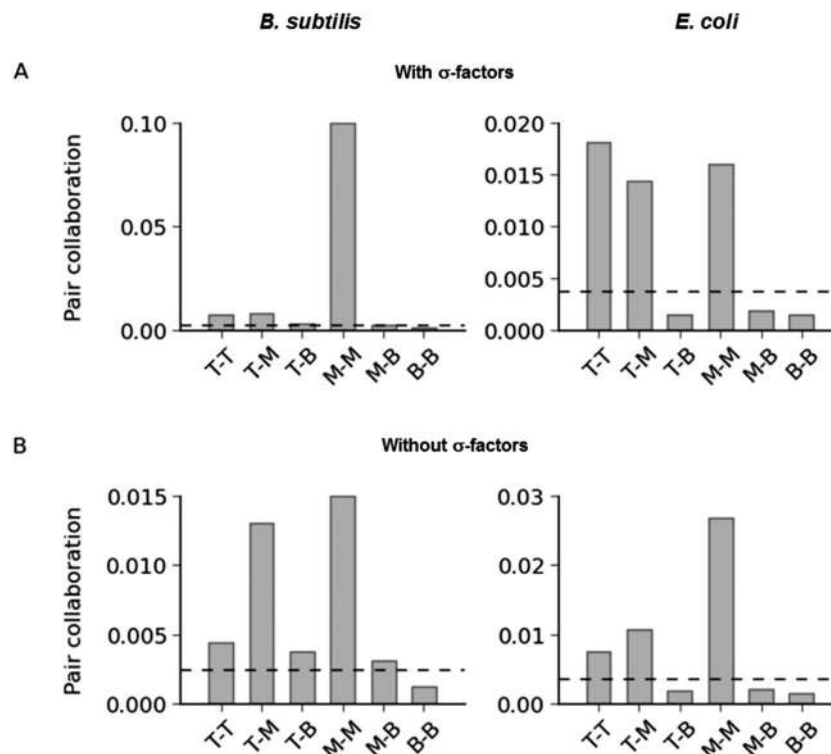 B. subtilis E. coli
A With σ-factors
Pair collaboration
0.10
0.05
0.00
T-T T-M T-B M-M M-B B-B
0.020
0.015
0.010
0.005
0.000
T-T T-M T-B M-M M-B B-B
B Without σ-factors
Pair collaboration
0.015
0.010
0.005
0.000
T-T T-M T-B M-M M-B B-B
0.03
0.02
0.01
0.00
T-T T-M T-B M-M M-B B-B